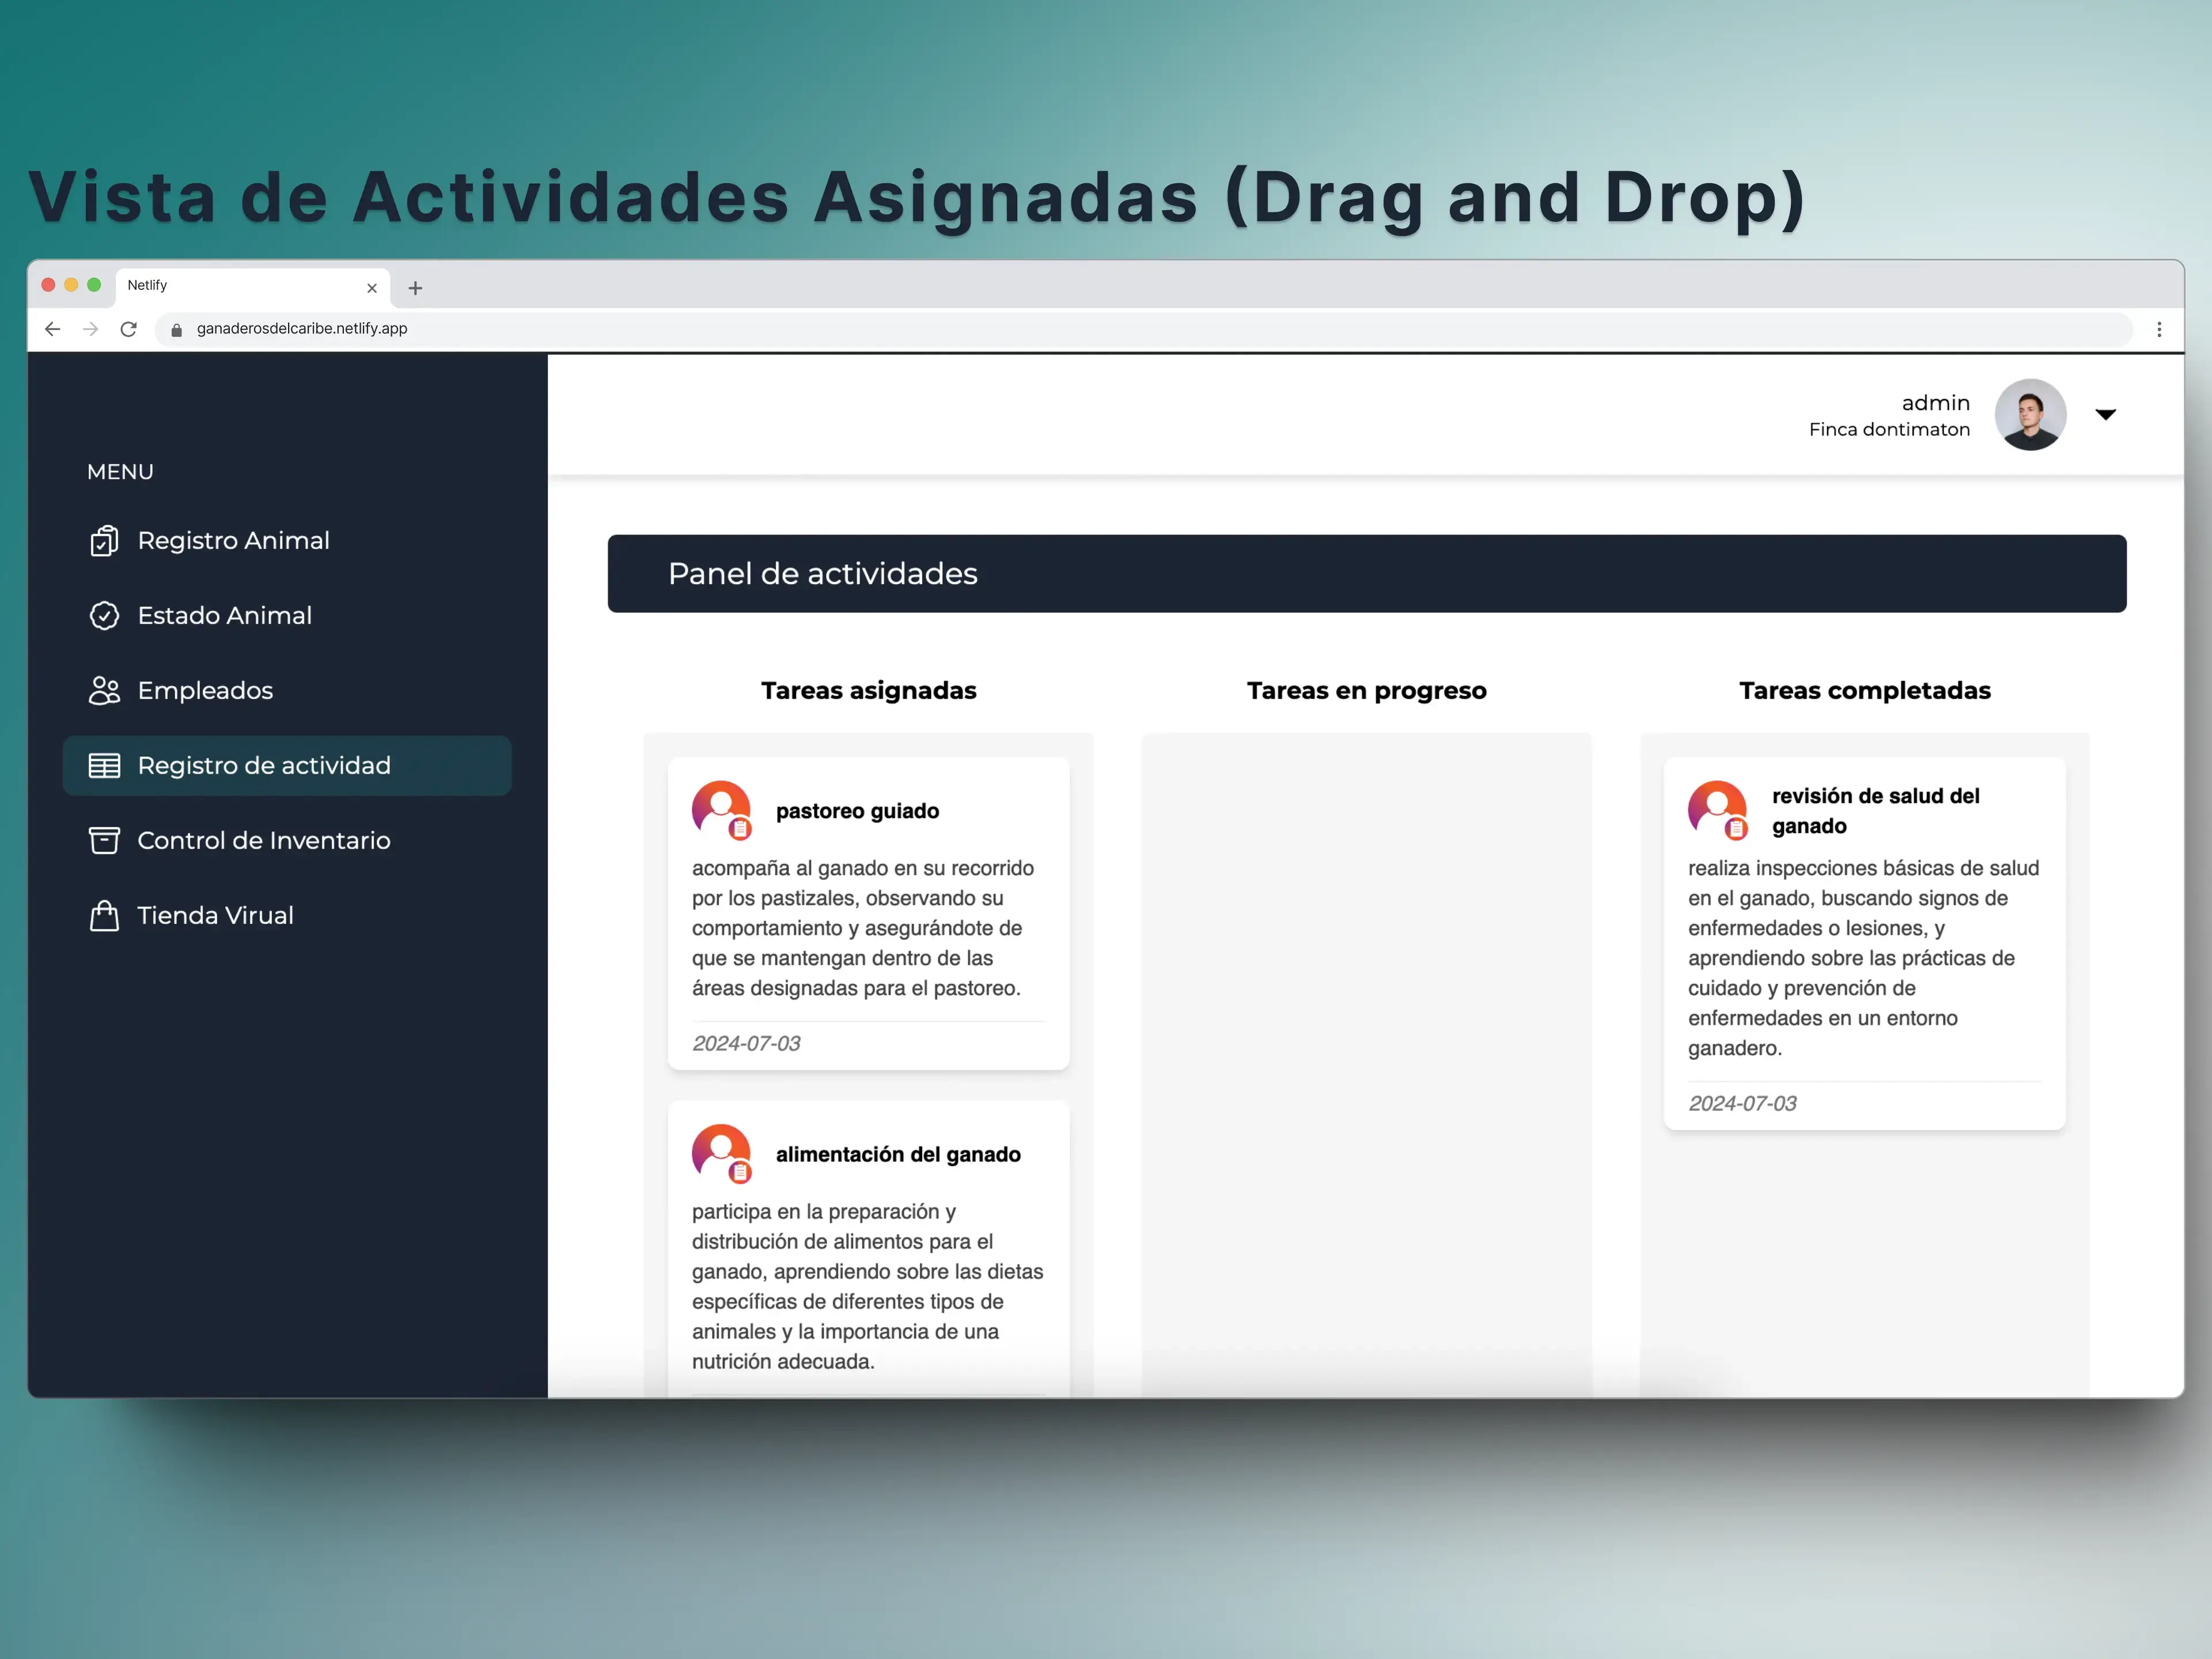 Vista de Actividades Asignadas (Drag and Drop)
Netlify
ganaderosdelcaribe.netlify.app
admin
Finca dontimaton
MENU
Registro Animal
Estado Animal
Empleados
Registro de actividad
Control de Inventario
Tienda Virual
Panel de actividades
Tareas asignadas
pastoreo guiado
acompaña al ganado en su recorrido
por los pastizales, observando su
comportamiento y asegurándote de
que se mantengan dentro de las
áreas designadas para el pastoreo.
2024-07-03
alimentación del ganado
participa en la preparación y
distribución de alimentos para el
ganado, aprendiendo sobre las dietas
específicas de diferentes tipos de
animales y la importancia de una
nutrición adecuada.
Tareas en progreso
Tareas completadas
revisión de salud del
ganado
realiza inspecciones básicas de salud
en el ganado, buscando signos de
enfermedades o lesiones, y
aprendiendo sobre las prácticas de
cuidado y prevención de
enfermedades en un entorno
ganadero.
2024-07-03